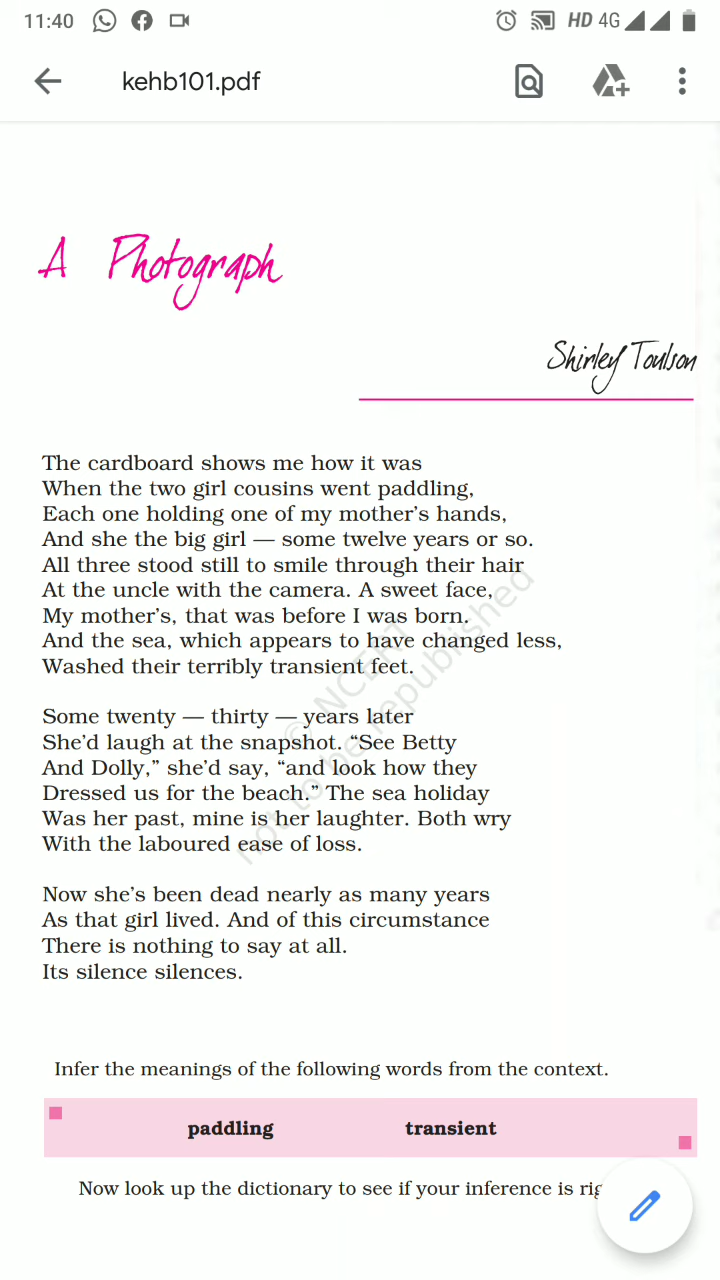 11:40 HD 4G
kehb101.pdf
A Photograph
Shirley Toulson
The cardboard shows me how it was
When the two girl cousins went paddling,
Each one holding one of my mother's hands,
And she the big girl — some twelve years or so.
All three stood still to smile through their hair
At the uncle with the camera. A sweet face,
My mother's, that was before I was born.
And the sea, which appears to have changed less,
Washed their terribly transient feet.
Some twenty — thirty — years later
She'd laugh at the snapshot. “See Betty
And Dolly,” she'd say, “and look how they
Dressed us for the beach.” The sea holiday
Was her past, mine is her laughter. Both wry
With the laboured ease of loss.
Now she's been dead nearly as many years
As that girl lived. And of this circumstance
There is nothing to say at all.
Its silence silences.
© NCERT
not to be republished
Infer the meanings of the following words from the context.
paddling transient
Now look up the dictionary to see if your inference is